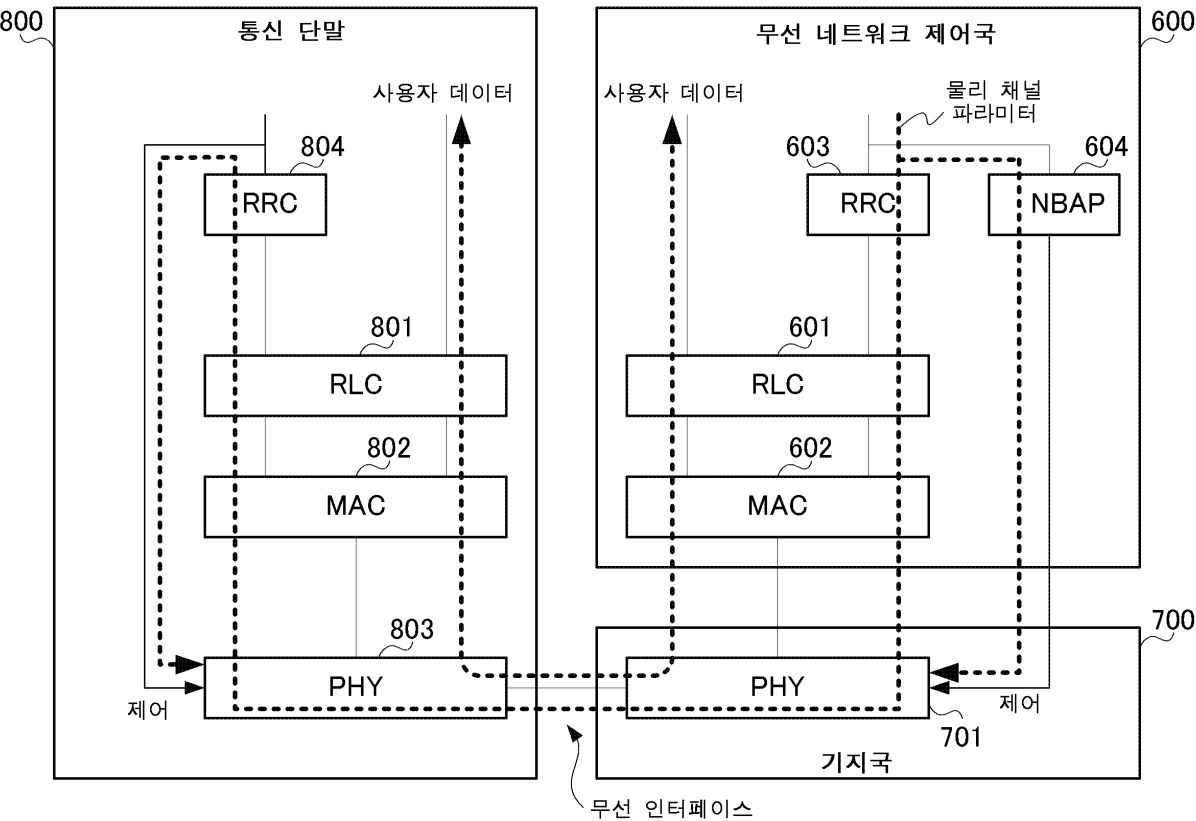 800
통신 단말
무선 네트워크 제어국
600
사용자 데이터
사용자 데이터
물리 채널
파라미터
804
603
604
RRC
RRC
NBAP
801
601
RLC
RLC
802
602
MAC
MAC
803
700
PHY
PHY
제어
제어
701
기지국
무선 인터페이스